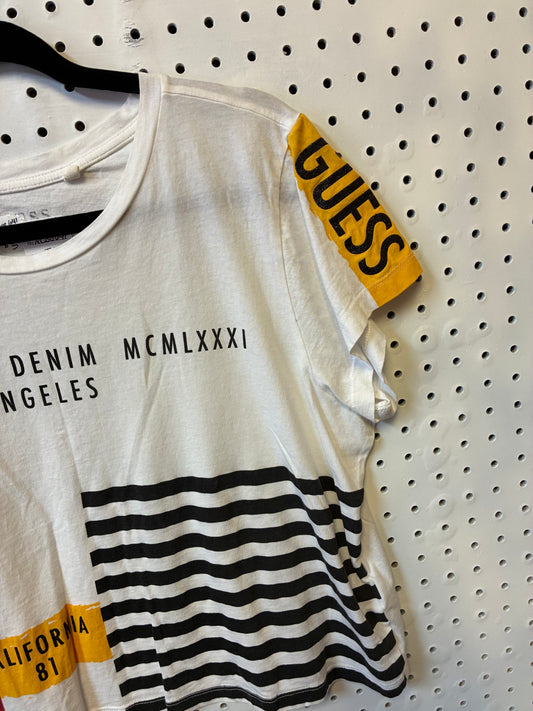 GUESS
DENIM MCMLXXXI
NGELES
ALIFORNIA
81